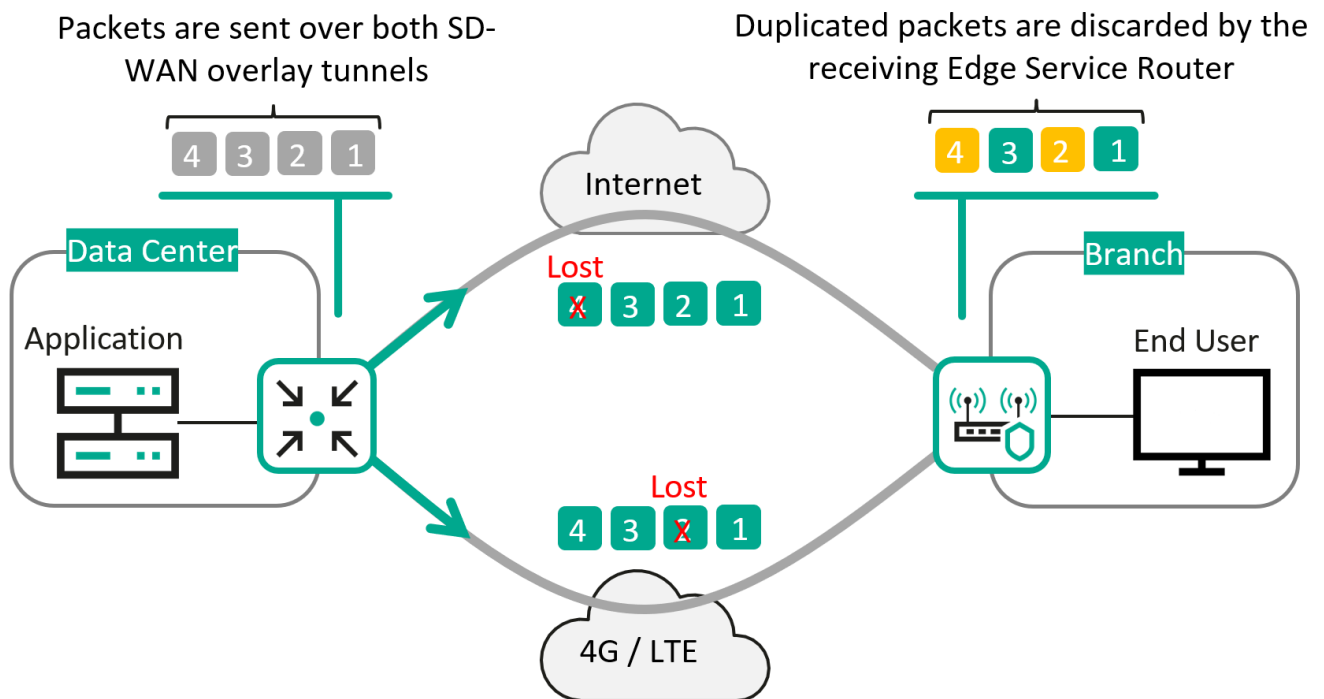 Packets are sent over both SD-
WAN overlay tunnels
4 3 2 1
Duplicated packets are discarded by the
receiving Edge Service Router
4 3 2 1
Internet
Data Center
Application
Lost
4 3 2 1
Branch
End User
Lost
4 3 2 1
4G / LTE